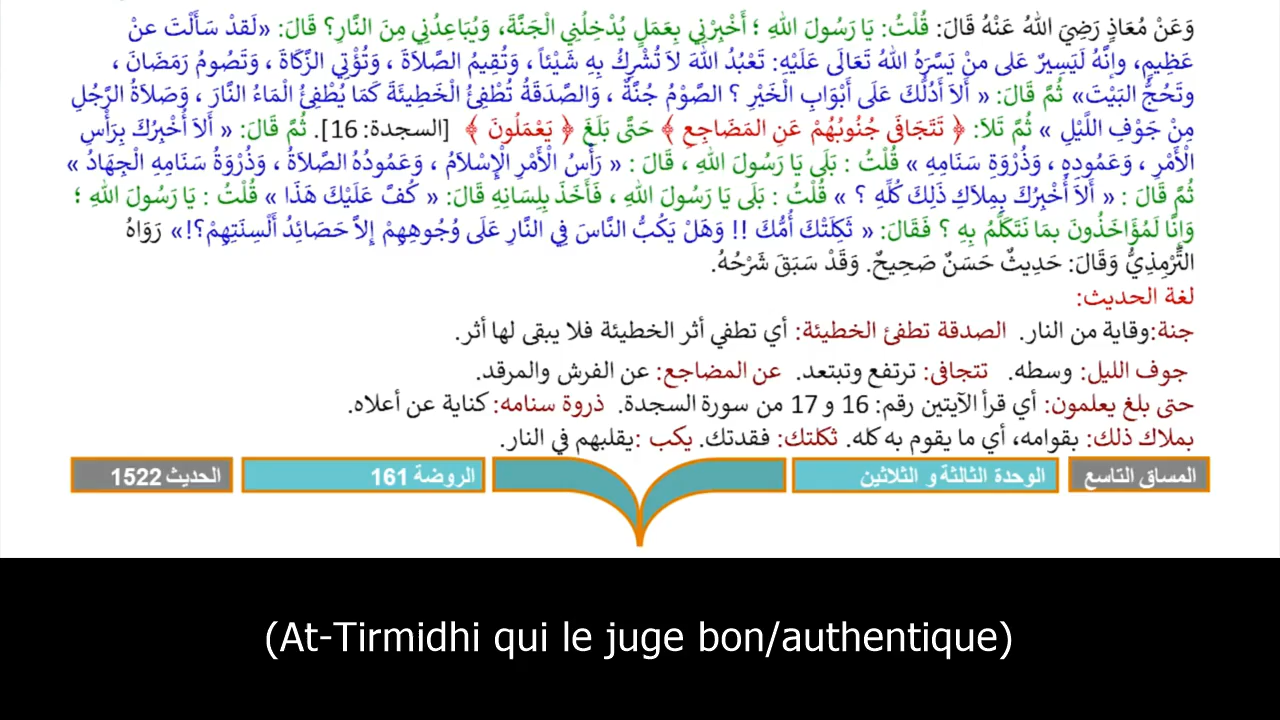 وَعَنْ مُعَاذٍ رَضِيَ اللهُ عَنْهُ قَالَ: قُلْتُ: يَا رَسُولَ اللهِ ؛ أَخْبِرْنِي بِعَمَلٍ يُدْخِلُنِي الْجَنَّةَ، وَيُبَاعِدُنِي مِنَ النَّارِ؟ قَالَ: «لَقدْ سَأَلْتَ عنْ
عَظِيمٍ، وإنَّهُ لَيَسِيرٌ عَلى منْ يَسَّرَهُ اللهُ تَعَالَى عَلَيْهِ: تَعْبُدُ اللهَ لاَ تُشْرِكُ بِهِ شَيْئاً ، وَتُقِيمُ الصَّلاَةَ ، وَتُؤْتِي الزَّكَاةَ ، وَتَصُومُ رَمَضَانَ ،
وتَحُجُّ البَيْتَ» ثُمَّ قَالَ: « أَلاَ أَدُلُّكَ عَلَى أَبْوَابِ الْخَيْرِ ؟ الصَّوْمُ جُنَّةٌ ، وَالصَّدَقَةُ تُطْفِئُ الْخَطِيئَةَ كَمَا يُطْفِئُ الْمَاءُ النَّارَ ، وَصَلاَةُ الرَّجُلِ
مِنْ جَوْفِ اللَّيْلِ » ثُمَّ تَلاَ: ﴿ تَتَجَافَى جُنُوبُهُمْ عَنِ المَضَاجِعِ ﴾ حَتَّى بَلَغَ ﴿ يَعْمَلُونَ ﴾ [السجدة: 16]. ثُمَّ قَالَ: « أَلاَ أُخْبِرُكَ بِرَأْسِ
الْأَمْرِ ، وَعَمُودِهِ ، وَذُرْوَةِ سَنَامِهِ » قُلْتُ : بَلَى يَا رَسُولَ اللهِ ، قَالَ : « رَأْسُ الْأَمْرِ الْإِسْلاَمُ ، وَعَمُودُهُ الصَّلاَةُ ، وَذُرْوَةُ سَنَامِهِ الْجِهَادُ »
ثُمَّ قَالَ : « أَلاَ أُخْبِرُكَ بِمِلاَكِ ذَلِكَ كُلِّهِ ؟ » قُلْتُ : بَلَى يَا رَسُولَ اللهِ ، فَأَخَذَ بِلِسَانِهِ قَالَ: « كُفَّ عَلَيْكَ هَذَا » قُلْتُ : يَا رَسُولَ اللهِ ؛
وَإنَّا لَمُؤَاخَذُونَ بمَا نَتَكَلَّمُ بِهِ ؟ فَقَالَ: « ثَكِلَتْكَ أُمُّكَ !! وَهَلْ يَكُبُّ النَّاسَ فِي النَّارِ عَلَى وُجُوهِهِمْ إِلاَّ حَصَائِدُ أَلْسِنَتِهِمْ؟!» رَوَاهُ
التِّرْمِذِيُّ وَقَالَ: حَدِيثٌ حَسَنٌ صَحِيحٌ. وَقَدْ سَبَقَ شَرْحُهُ.
لغة الحديث:
جنة:وقاية من النار. الصدقة تطفئ الخطيئة: أي تطفي أثر الخطيئة فلا يبقى لها أثر.
جوف الليل: وسطه. تتجافى: ترتفع وتبتعد. عن المضاجع: عن الفرش والمرقد.
حتى بلغ يعلمون: أي قرأ الآيتين رقم: 16 و 17 من سورة السجدة. ذروة سنامه: كناية عن أعلاه.
بملاك ذلك: بقوامه، أي ما يقوم به كله. ثكلتك: فقدتك. يكب :يقلبهم في النار.
المساق التاسع الوحدة الثالثة و الثلاثين الروضة 161 الحديث 1522
(At-Tirmidhi qui le juge bon/authentique)